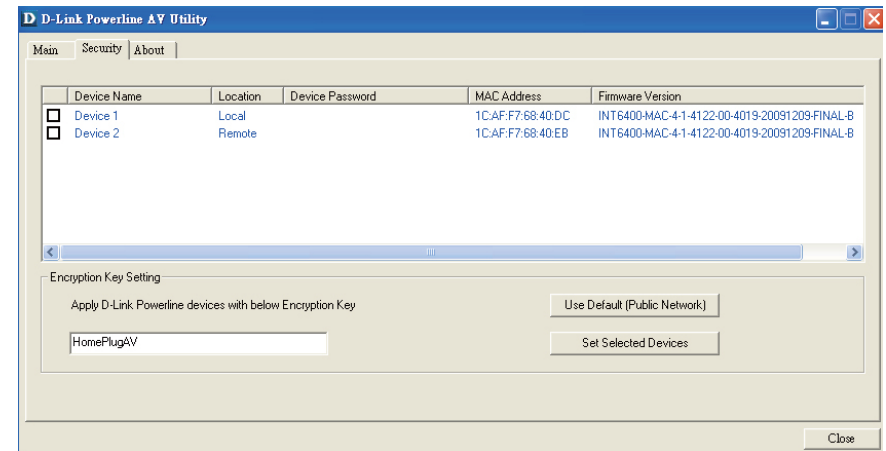 D-Link Powerline AV Utility
Main Security About
Device Name Location Device Password MAC Address Firmware Version
Device 1 Local 1C:AF:F7:68:40:DC INT6400-MAC-4-1-4122-00-4019-20091209-FINAL-B
Device 2 Remote 1C:AF:F7:68:40:EB INT6400-MAC-4-1-4122-00-4019-20091209-FINAL-B
Encryption Key Setting
Apply D-Link Powerline devices with below Encryption Key Use Default (Public Network)
HomePlugAV Set Selected Devices
Close